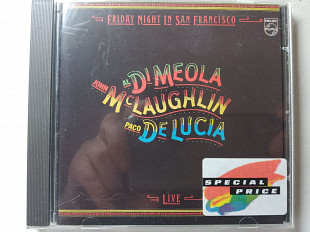 FRIDAY NIGHT IN SAN FRANCISCO
PHILIPS
AL DI MEOLA
JOHN McLAUGHLIN
PACO DE LUCIA
LIVE
SPECIAL
PRICE